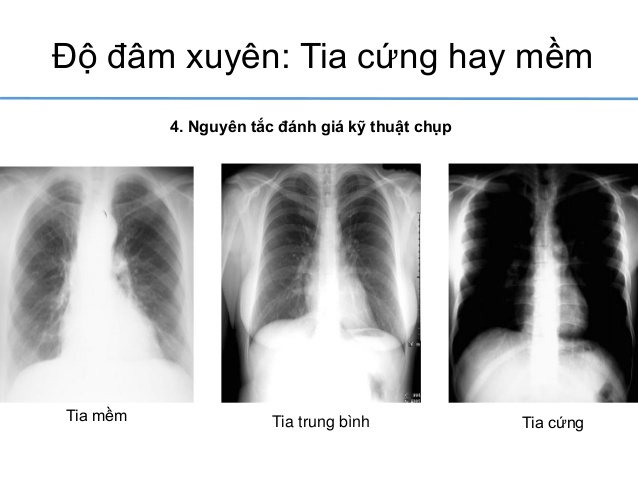 Độ đâm xuyên: Tia cứng hay mềm
4. Nguyên tắc đánh giá kỹ thuật chụp
Tia mềm
Tia trung bình
Tia cứng